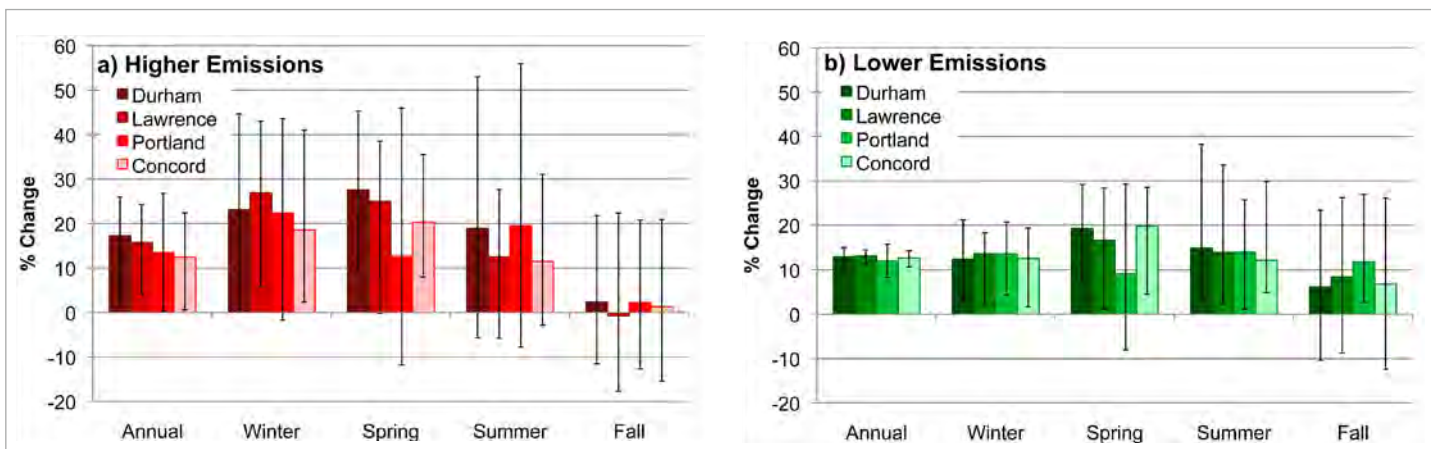 60
50
40
30
20
10
0
-10
-20
% Change
a) Higher Emissions
Durham
Lawrence
Portland
Concord
Annual Winter Spring Summer Fall
60
50
40
30
20
10
0
-10
-20
% Change
b) Lower Emissions
Durham
Lawrence
Portland
Concord
Annual Winter Spring Summer Fall